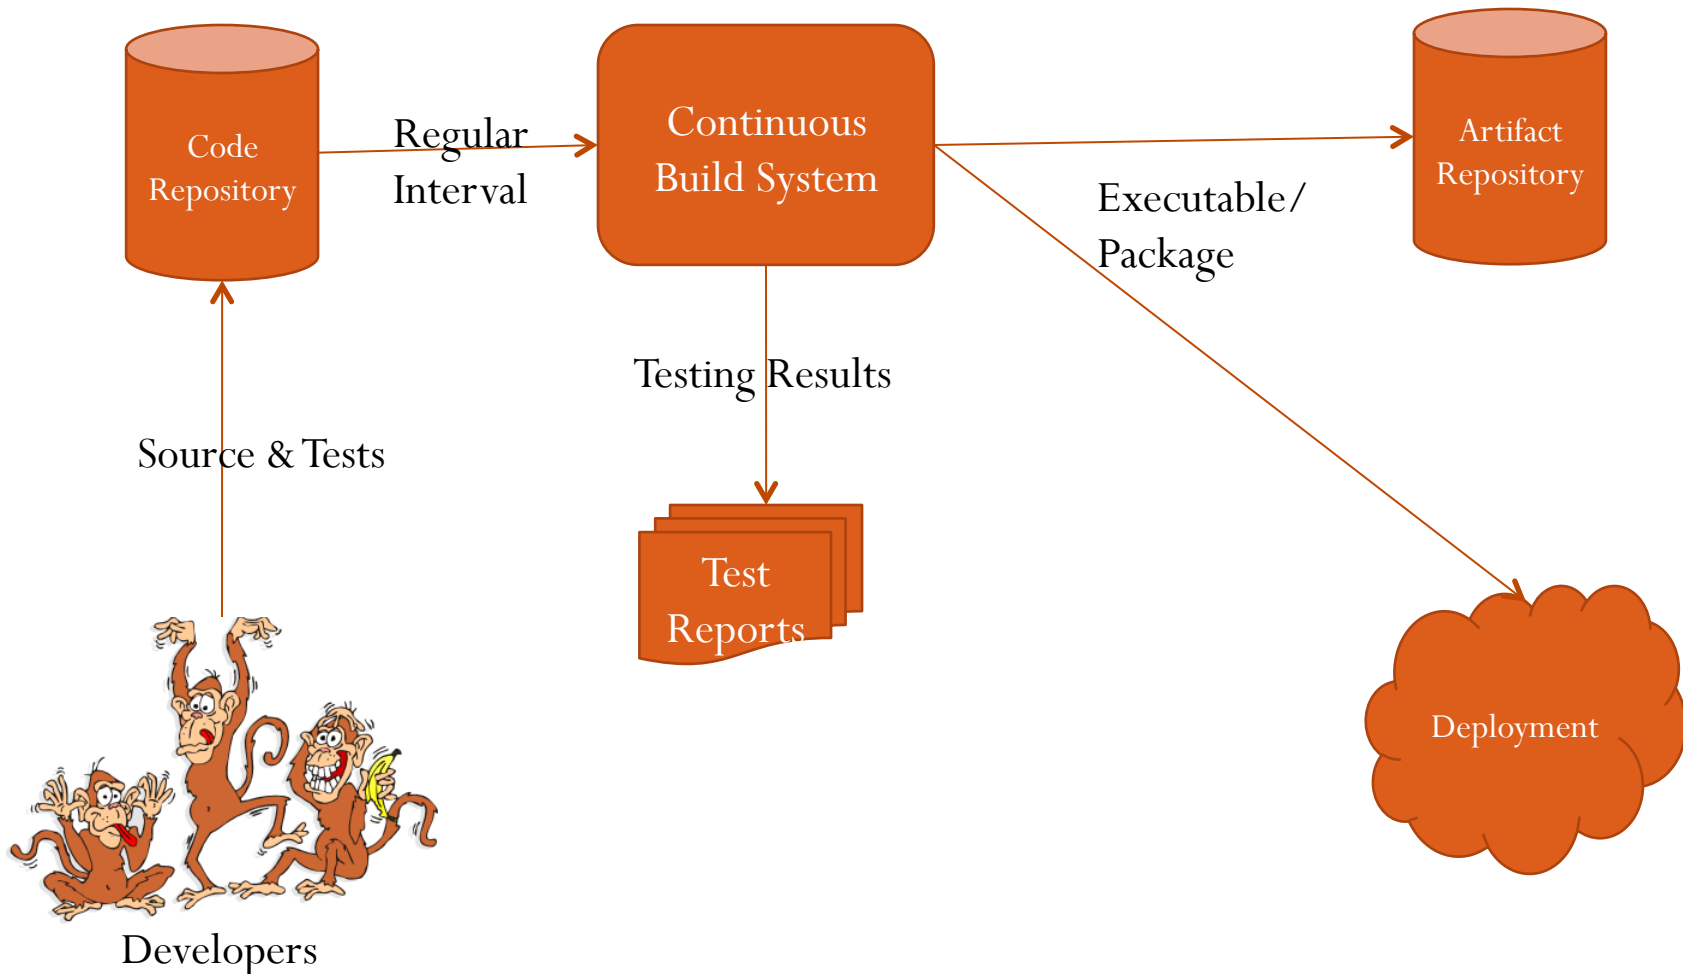 Code
Repository
Regular
Interval
Continuous
Build System
Executable/
Package
Artifact
Repository
Testing Results
Source & Tests
Test
Reports
Deployment
Developers